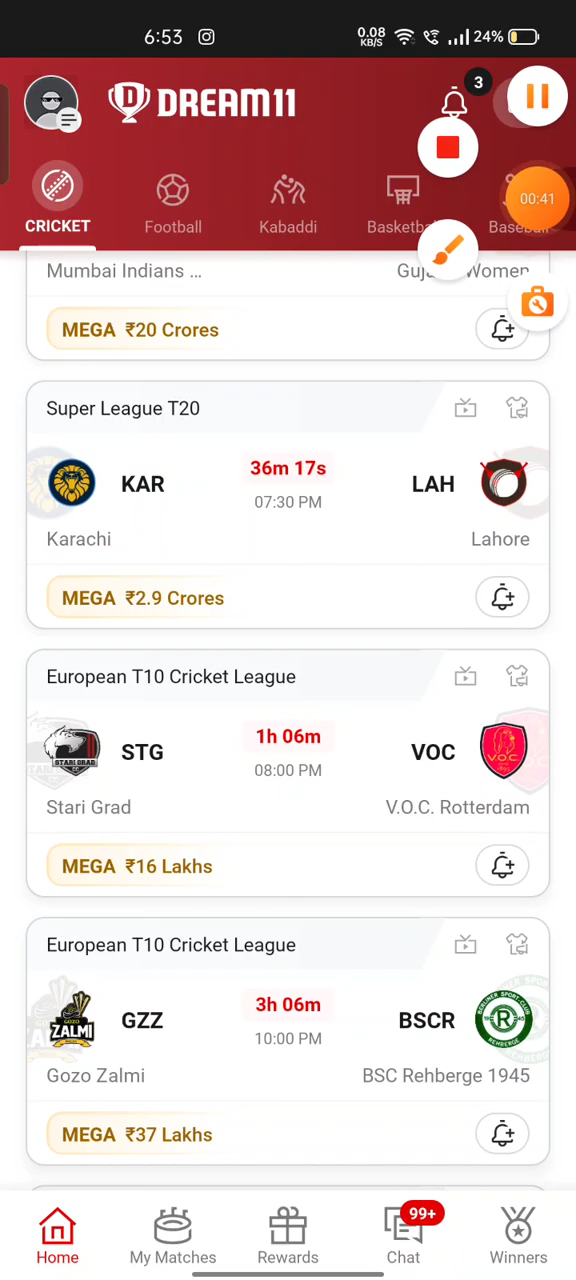 6:53
0.08 KB/S
24%
DREAM11
3
00:41
CRICKET
Football
Kabaddi
Basketba
Baseball
Mumbai Indians ...
Women
MEGA ₹20 Crores
Super League T20
KAR
36m 17s
LAH
07:30 PM
Karachi
Lahore
MEGA ₹2.9 Crores
European T10 Cricket League
STG
1h 06m
VOC
08:00 PM
Stari Grad
V.O.C. Rotterdam
MEGA ₹16 Lakhs
European T10 Cricket League
GZZ
3h 06m
BSCR
10:00 PM
Gozo Zalmi
BSC Rehberge 1945
MEGA ₹37 Lakhs
99+
Home
My Matches
Rewards
Chat
Winners